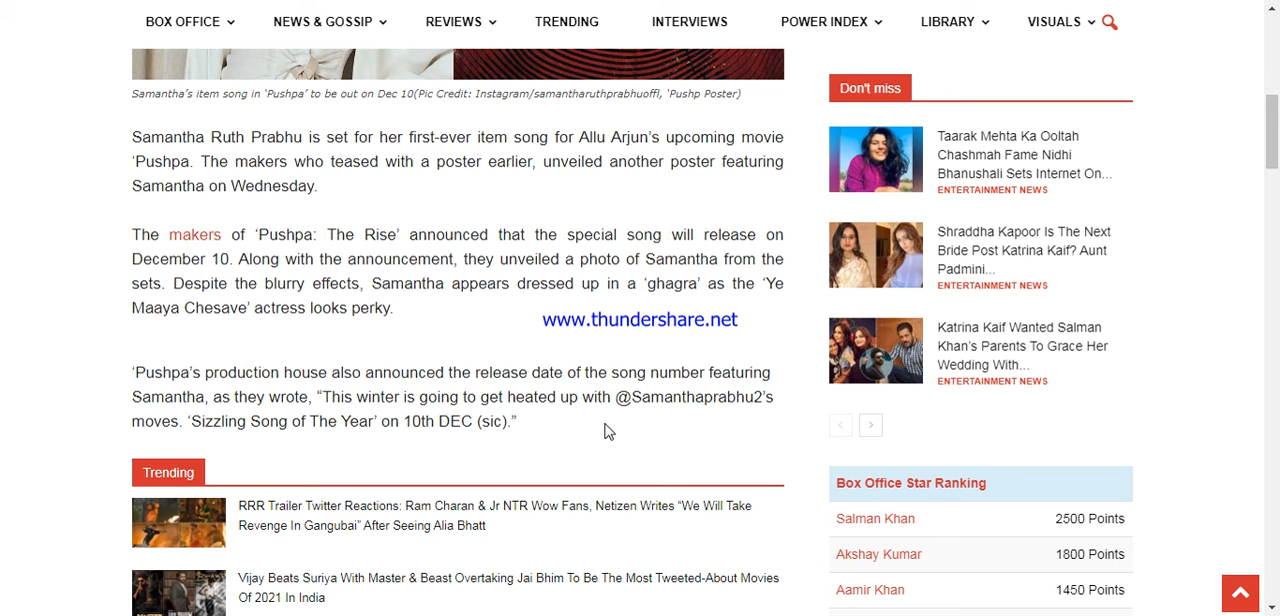 BOX OFFICE NEWS & GOSSIP REVIEWS TRENDING INTERVIEWS POWER INDEX LIBRARY VISUALS
Samantha's item song in 'Pushpa' to be out on Dec 10(Pic Credit: Instagram/samantharuthprabhuoffl, 'Pushp Poster)
Samantha Ruth Prabhu is set for her first-ever item song for Allu Arjun's upcoming movie
'Pushpa. The makers who teased with a poster earlier, unveiled another poster featuring
Samantha on Wednesday.
The makers of 'Pushpa: The Rise' announced that the special song will release on
December 10. Along with the announcement, they unveiled a photo of Samantha from the
sets. Despite the blurry effects, Samantha appears dressed up in a 'ghagra' as the 'Ye
Maaya Chesave' actress looks perky.
www.thundershare.net
'Pushpa's production house also announced the release date of the song number featuring
Samantha, as they wrote, "This winter is going to get heated up with @Samanthaprabhu2's
moves. 'Sizzling Song of The Year' on 10th DEC (sic)."
Trending
RRR Trailer Twitter Reactions: Ram Charan & Jr NTR Wow Fans, Netizen Writes "We Will Take
Revenge In Gangubai" After Seeing Alia Bhatt
Vijay Beats Suriya With Master & Beast Overtaking Jai Bhim To Be The Most Tweeted-About Movies
Of 2021 In India
Don't miss
Taarak Mehta Ka Ooltah
Chashmah Fame Nidhi
Bhanushali Sets Internet On...
ENTERTAINMENT NEWS
Shraddha Kapoor Is The Next
Bride Post Katrina Kaif? Aunt
Padmini...
ENTERTAINMENT NEWS
Katrina Kaif Wanted Salman
Khan's Parents To Grace Her
Wedding With...
ENTERTAINMENT NEWS
Box Office Star Ranking
Salman Khan 2500 Points
Akshay Kumar 1800 Points
Aamir Khan 1450 Points